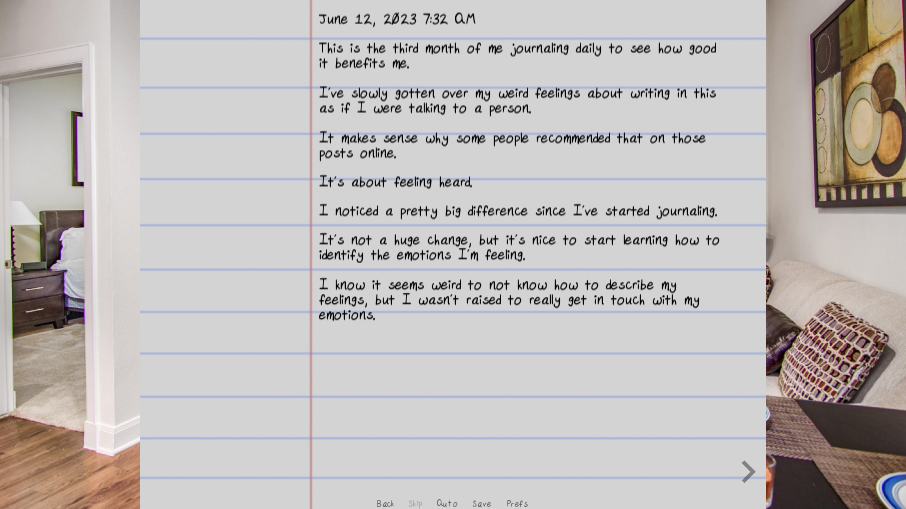 June 12, 2023 7:32 AM
This is the third month of me journaling daily to see how good
it benefits me.
I've slowly gotten over my weird feelings about writing in this
as if I were talking to a person.
It makes sense why some people recommended that on those
posts online.
It's about feeling heard.
I noticed a pretty big difference since I've started journaling.
It's not a huge change, but it's nice to start learning how to
identify the emotions I'm feeling.
I know it seems weird to not know how to describe my
feelings, but I wasn't raised to really get in touch with my
emotions.
Back Skip Auto Save Prefs